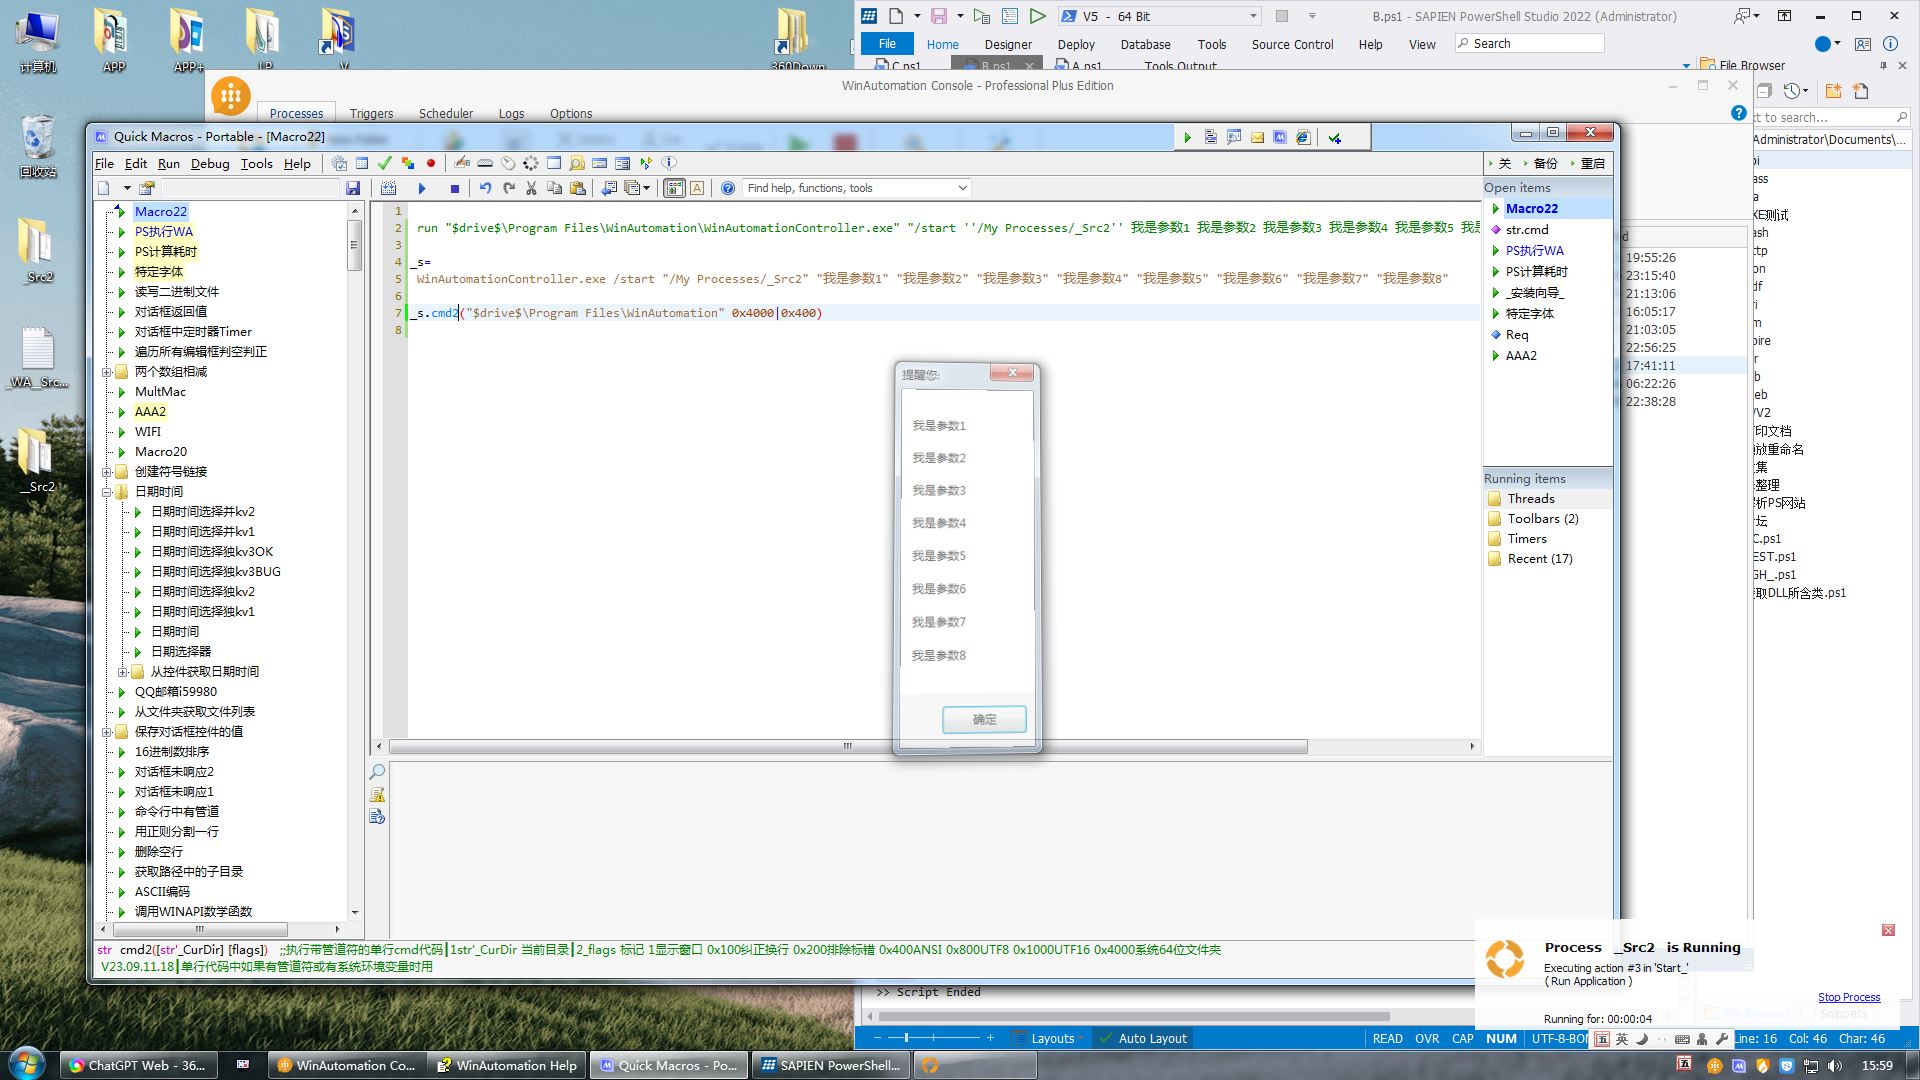 计算机
APP
APP+
LP
V
360Down
回收站
_Src2
_WA__Src...
__Src2
V5 - 64 Bit
B.ps1 - SAPIEN PowerShell Studio 2022 (Administrator)
File
Home
Designer
Deploy
Database
Tools
Source Control
Help
View
Search
C.ps1
B.ps1
A.ps1
Tools Output
File Browser
WinAutomation Console - Professional Plus Edition
Processes
Triggers
Scheduler
Logs
Options
xt to search...
Administrator\Documents\...
Quick Macros - Portable - [Macro22]
File Edit Run Debug Tools Help
关
备份
重启
Find help, functions, tools
Macro22
PS执行WA
PS计算耗时
特定字体
读写二进制文件
对话框返回值
对话框中定时器Timer
遍历所有编辑框判空判正
两个数组相减
MultMac
AAA2
WIFI
Macro20
创建符号链接
日期时间
日期时间选择并kv2
日期时间选择并kv1
日期时间选择独kv3OK
日期时间选择独kv3BUG
日期时间选择独kv2
日期时间选择独kv1
日期时间
日期选择器
从控件获取日期时间
QQ邮箱i59980
从文件夹获取文件列表
保存对话框控件的值
16进制数排序
对话框未响应2
对话框未响应1
命令行中有管道
用正则分割一行
删除空行
获取路径中的子目录
ASCII编码
调用WINAPI数学函数
1
2 run "$drive$\Program Files\WinAutomation\WinAutomationController.exe" "/start ''/My Processes/_Src2'' 我是参数1 我是参数2 我是参数3 我是参数4 我是参数5 我是
3
4 _s=
5 WinAutomationController.exe /start "/My Processes/_Src2" "我是参数1" "我是参数2" "我是参数3" "我是参数4" "我是参数5" "我是参数6" "我是参数7" "我是参数8"
6
7 _s.cmd2("$drive$\Program Files\WinAutomation" 0x4000|0x400)
8
提醒您:
我是参数1
我是参数2
我是参数3
我是参数4
我是参数5
我是参数6
我是参数7
我是参数8
确定
Open items
Macro22
str.cmd
PS执行WA
PS计算耗时
_安装向导_
特定字体
Req
AAA2
Running items
Threads
Toolbars (2)
Timers
Recent (17)
19:55:26
23:15:40
21:13:06
16:05:17
21:03:05
22:56:25
17:41:11
06:22:26
22:38:28
KE测试
印文档
放重命名
集
整理
析PS网站
坛
C.ps1
EST.ps1
GH_.ps1
取DLL所含类.ps1
str cmd2([str'_CurDir] [flags]) ;;执行带管道符的单行cmd代码|1str'_CurDir 当前目录|2_flags 标记 1显示窗口 0x100纠正换行 0x200排除标错 0x400ANSI 0x800UTF8 0x1000UTF16 0x4000系统64位文件夹
V23.09.11.18|单行代码中如果有管道符或有系统环境变量时用
Process __Src2 is Running
Executing action #3 in 'Start_'
( Run Application )
Stop Process
Running for: 00:00:04
File Browser
Snippets
>> Script Ended
Layouts
Auto Layout
READ OVR CAP NUM UTF-8-BOM
五 英
Line: 16 Col: 46 Char: 46
ChatGPT Web - 36...
WinAutomation Co...
WinAutomation Help
Quick Macros - Po...
SAPIEN PowerShell...
五
15:59